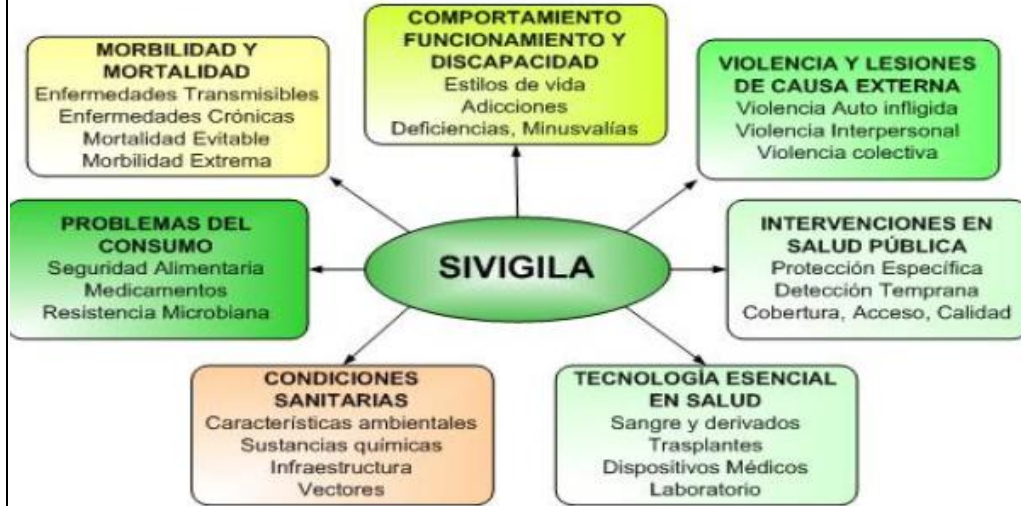 COMPORTAMIENTO
FUNCIONAMIENTO Y
DISCAPACIDAD
Estilos de vida
Adicciones
Deficiencias, Minusvalías
MORBILIDAD Y
MORTALIDAD
Enfermedades Transmisibles
Enfermedades Crónicas
Mortalidad Evitable
Morbilidad Extrema
VIOLENCIA Y LESIONES
DE CAUSA EXTERNA
Violencia Auto infligida
Violencia Interpersonal
Violencia colectiva
PROBLEMAS DEL
CONSUMO
Seguridad Alimentaria
Medicamentos
Resistencia Microbiana
SIVIGILA
INTERVENCIONES EN
SALUD PÚBLICA
Protección Específica
Detección Temprana
Cobertura, Acceso, Calidad
CONDICIONES
SANITARIAS
Características ambientales
Sustancias químicas
Infraestructura
Vectores
TECNOLOGÍA ESENCIAL
EN SALUD
Sangre y derivados
Trasplantes
Dispositivos Médicos
Laboratorio